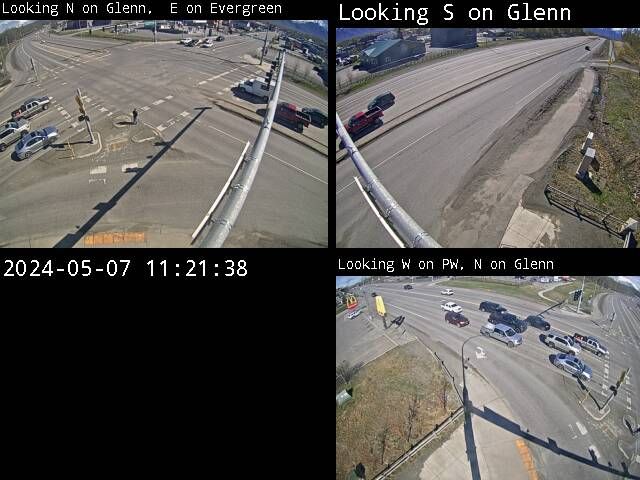 Looking N on Glenn,  E on Evergreen
Looking S on Glenn
2024-05-07 11:21:38
Looking W on PW, N on Glenn